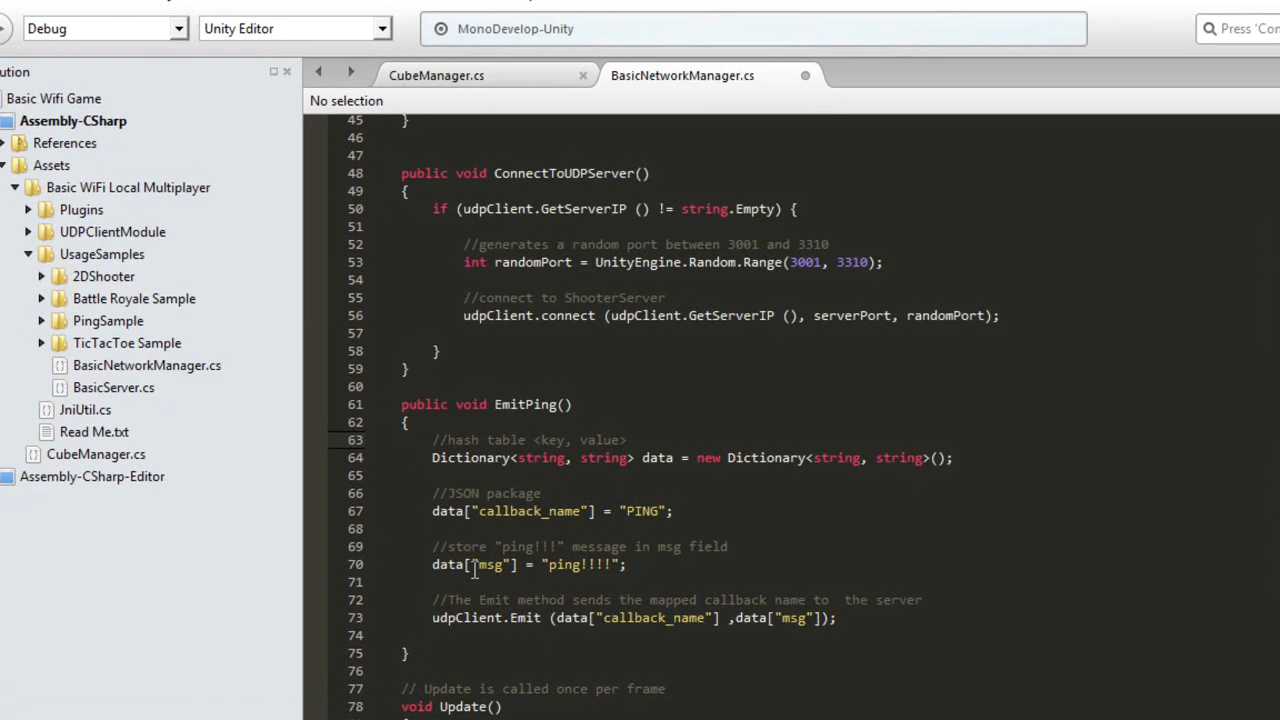 Debug
Unity Editor
MonoDevelop-Unity
Press 'Con
ution
CubeManager.cs
BasicNetworkManager.cs
No selection
Basic Wifi Game
Assembly-CSharp
References
Assets
Basic WiFi Local Multiplayer
Plugins
UDPClientModule
UsageSamples
2DShooter
Battle Royale Sample
PingSample
TicTacToe Sample
BasicNetworkManager.cs
BasicServer.cs
JniUtil.cs
Read Me.txt
CubeManager.cs
Assembly-CSharp-Editor
45 }
46
47
48 public void ConnectToUDPServer()
49 {
50 if (udpClient.GetServerIP () != string.Empty) {
51
52 //generates a random port between 3001 and 3310
53 int randomPort = UnityEngine.Random.Range(3001, 3310);
54
55 //connect to ShooterServer
56 udpClient.connect (udpClient.GetServerIP (), serverPort, randomPort);
57
58 }
59 }
60
61 public void EmitPing()
62 {
63 //hash table <key, value>
64 Dictionary<string, string> data = new Dictionary<string, string>();
65
66 //JSON package
67 data["callback_name"] = "PING";
68
69 //store "ping!!!" message in msg field
70 data["msg"] = "ping!!!!";
71
72 //The Emit method sends the mapped callback name to  the server
73 udpClient.Emit (data["callback_name"] ,data["msg"]);
74
75 }
76
77 // Update is called once per frame
78 void Update()